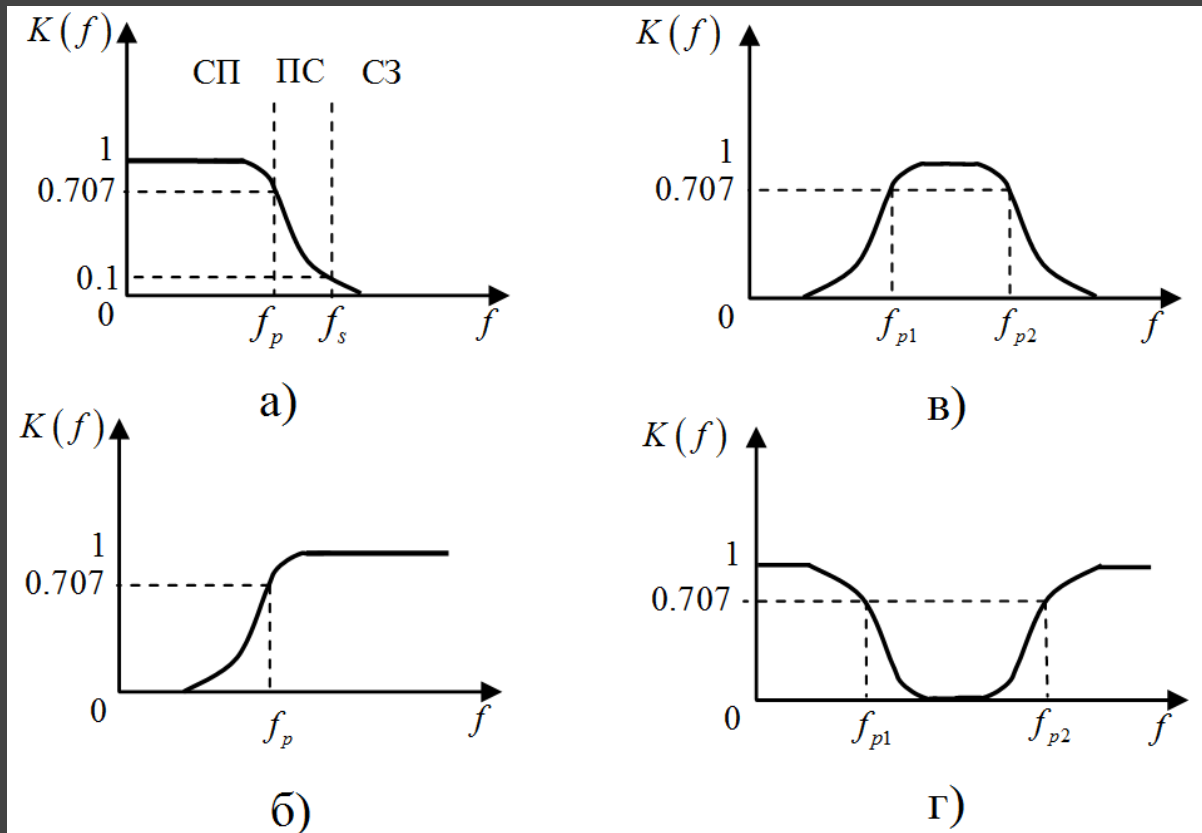 K(f)
СП ПС СЗ
1
0.707
0.1
0
f_p f_s f
а)
K(f)
1
0.707
0
f_p1 f_p2 f
в)
K(f)
1
0.707
0
f_p f
б)
K(f)
1
0.707
0
f_p1 f_p2 f
г)